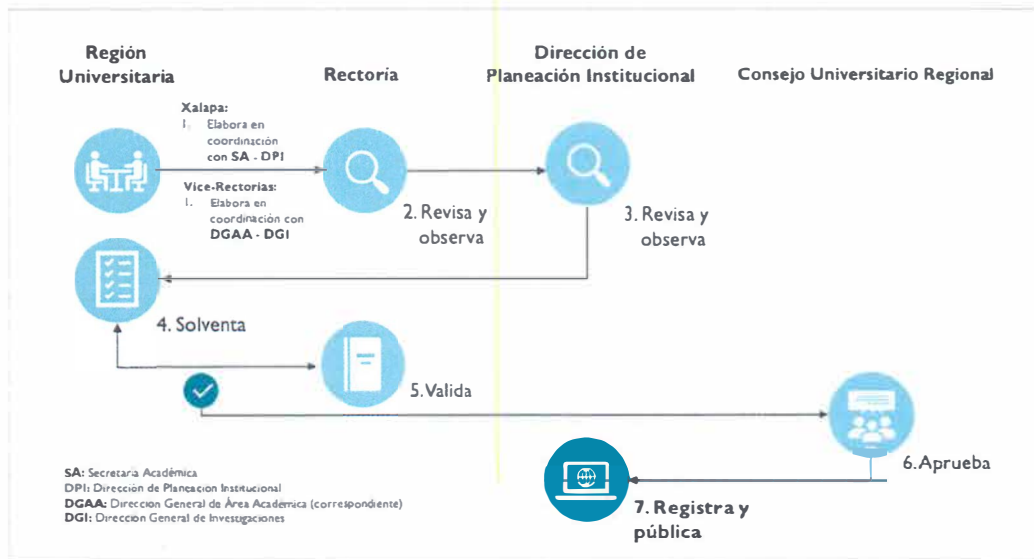 Región
Universitaria
Rectoría
Dirección de
Planeación Institucional
Consejo Universitario Regional
Xalapa:
1. Elabora en
coordinación
con SA - DPI
Vice-Rectorías:
1. Elabora en
coordinación con
DGAA - DGI
2. Revisa y
observa
3. Revisa y
observa
4. Solventa
5. Valida
6. Aprueba
7. Registra y
pública
SA: Secretaría Académica
DPI: Dirección de Planeación Institucional
DGAA: Dirección General de Área Académica (correspondiente)
DGI: Dirección General de Investigaciones